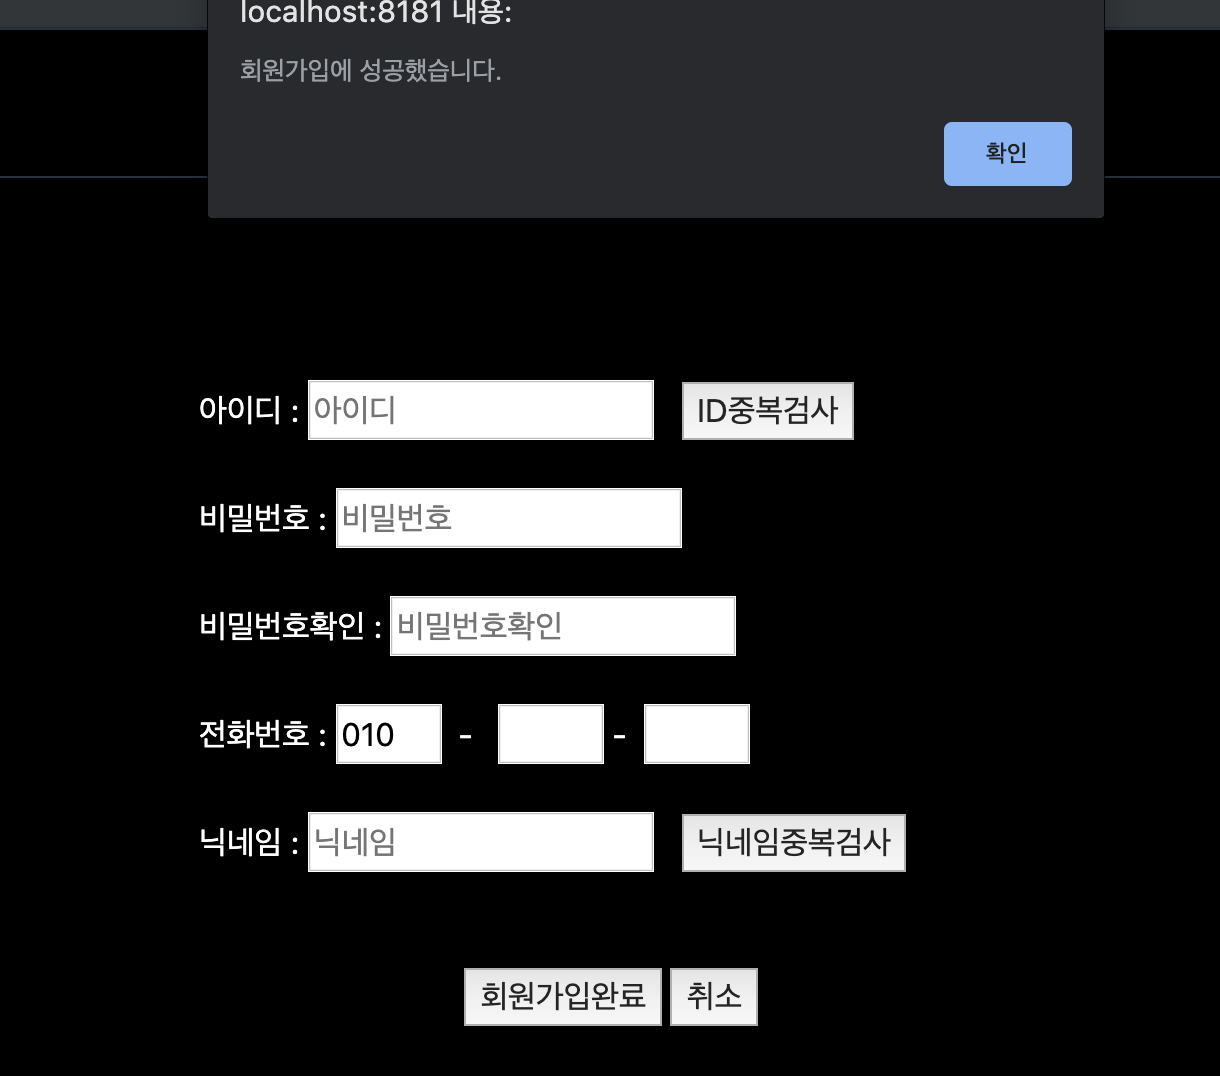 localhost:8181 내용:
회원가입에 성공했습니다.
확인
아이디 : 아이디 ID중복검사
비밀번호 : 비밀번호
비밀번호확인 : 비밀번호확인
전화번호 : 010 - -
닉네임 : 닉네임 닉네임중복검사
회원가입완료 취소